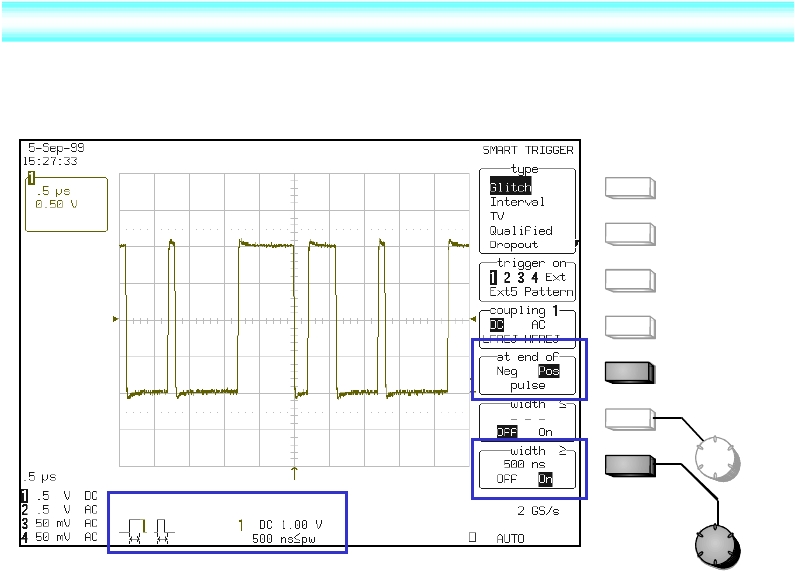 5-Sep-99
15:27:33
1
.5 µs
0.50 V
SMART TRIGGER
type
Glitch
Interval
TV
Qualified
Dropout
trigger on
1 2 3 4 Ext
Ext5 Pattern
coupling 1
DC AC
LFREJ HFREJ
at end of
Neg Pos
pulse
width ≤
- - -
Off On
width ≥
500 ns
Off On
.5 µs
1 .5 V DC
2 .5 V AC
3 50 mV AC
4 50 mV AC
1 DC 1.00 V
500 ns≤pw
2 GS/s
AUTO